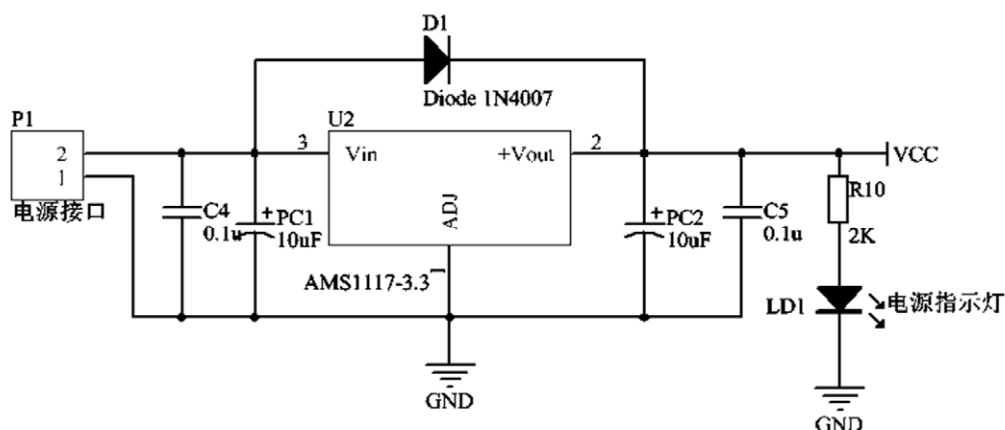 D1
Diode 1N4007
P1
U2
2
3
Vin
+Vout
2
VCC
1
R10
电源接口
C4
0.1u
PC1
10uF
ADJ
PC2
10uF
C5
0.1u
2K
AMS1117-3.3
1
LD1
电源指示灯
GND
GND